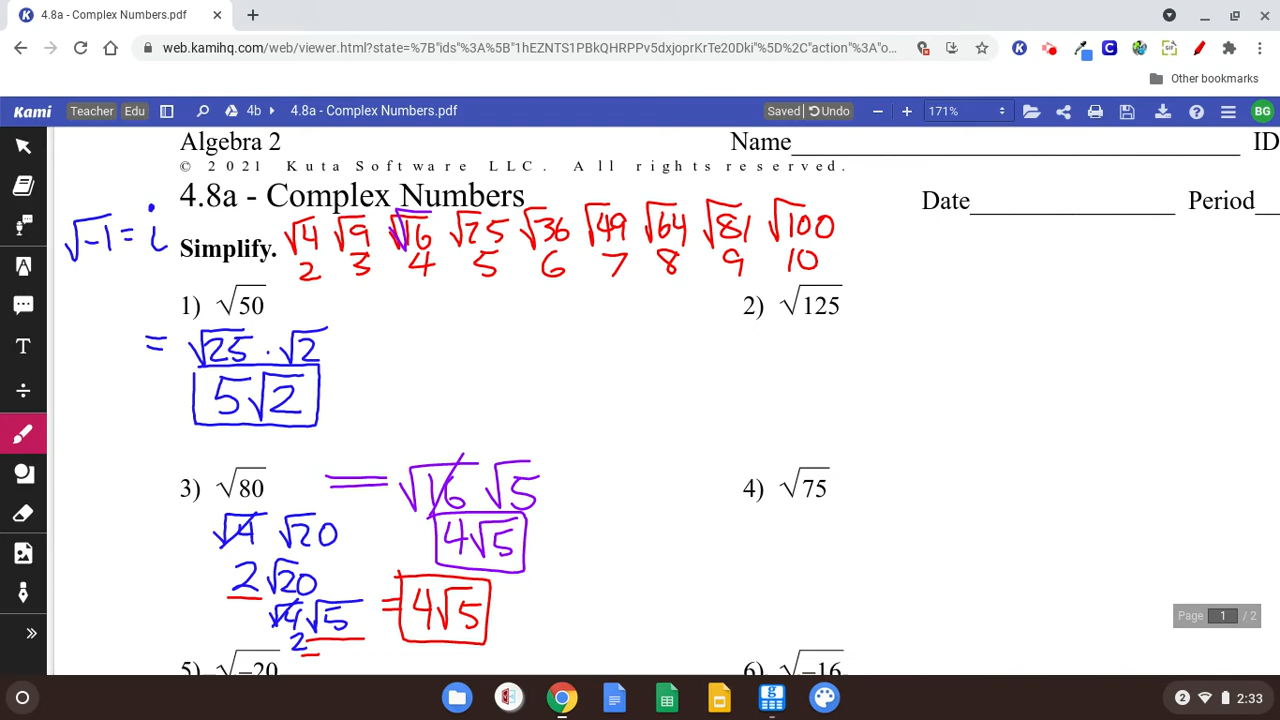 4.8a - Complex Numbers.pdf
web.kamihq.com/web/viewer.html?state=%7B"ids"%3A%5B"1hEZNTS1PBkQHRPPv5dxjoprKrTe20Dki"%5D%2C"action"%3A"o...
Other bookmarks
Kami Teacher Edu 4b 4.8a - Complex Numbers.pdf Saved Undo 171% BG
Algebra 2 Name ID
© 2021 Kuta Software LLC. All rights reserved.
4.8a - Complex Numbers Date Period
√-1 = i
Simplify. √4 √9 √16 √25 √36 √49 √64 √81 √100
2 3 4 5 6 7 8 9 10
1) √50 2) √125
= √25 · √2
5√2
3) √80 = √16 √5 4) √75
√4 √20 4√5
2 √20
√4 √5 = 4√5
2
5) √-20 6) √-16
Page 1 / 2
2 2:33